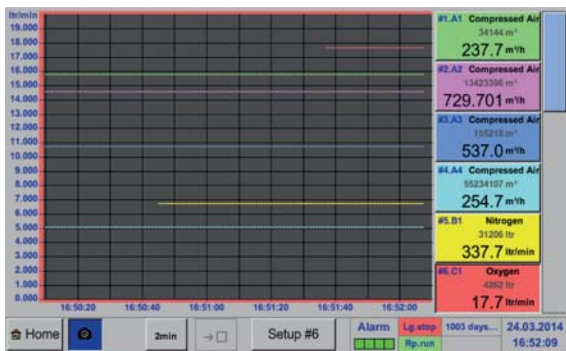 ltr/min
19.000
18.000
17.000
16.000
15.000
14.000
13.000
12.000
11.000
10.000
9.000
8.000
7.000
6.000
5.000
4.000
3.000
2.000
1.000
0.000
16:50:20 16:50:40 16:51:00 16:51:20 16:51:40 16:52:00
#1.A1 Compressed Air
34144 m³
237.7 m³/h
#2.A2 Compressed Air
13423398 m³
729.701 m³/h
#3.A3 Compressed Air
155218 m³
537.0 m³/h
#4.A4 Compressed Air
55234107 m³
254.7 m³/h
#5.B1 Nitrogen
31206 ltr
337.7 ltr/min
#6.C1 Oxygen
4262 ltr
17.7 ltr/min
Home 2min Setup #6 Alarm Lg.stop 1003 days... 24.03.2014
Rp.run 16:52:09